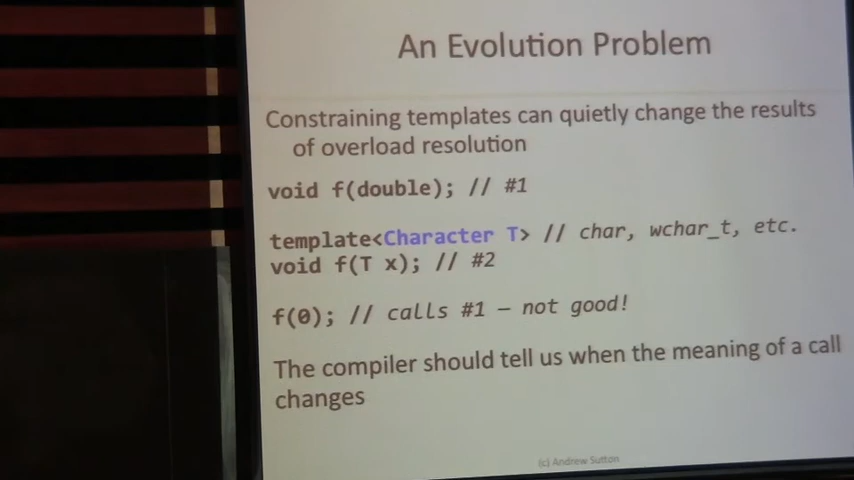 An Evolution Problem
Constraining templates can quietly change the results
of overload resolution
void f(double); // #1
template<Character T> // char, wchar_t, etc.
void f(T x); // #2
f(0); // calls #1 – not good!
The compiler should tell us when the meaning of a call
changes
(c) Andrew Sutton